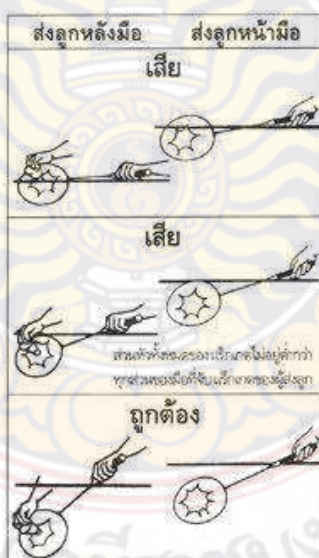 ส่งลูกหลังมือ ส่งลูกหน้ามือ
เสีย
เสีย
ส่วนหัวทั้งหมดของแร็กเกตไม่อยู่ต่ำกว่า
ทุกส่วนของมือที่จับแร็กเกตของผู้ส่งลูก
ถูกต้อง